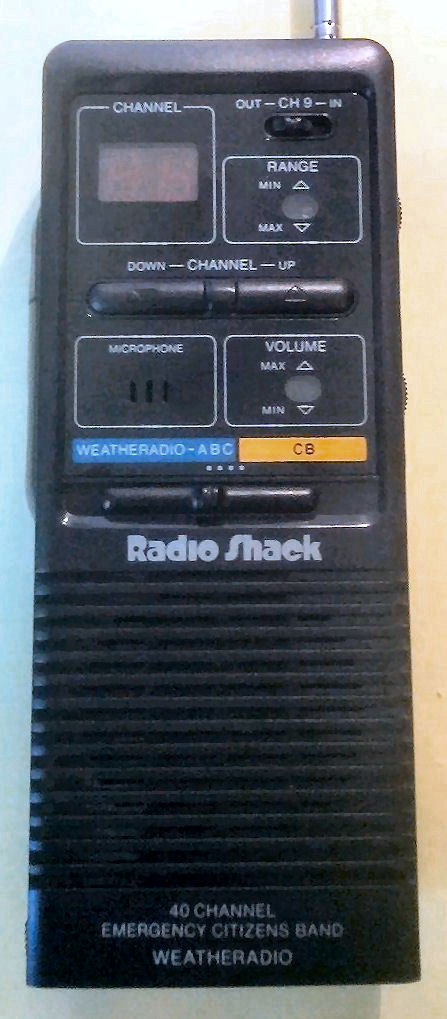 CHANNEL
OUT – CH 9 – IN
RANGE
MIN
MAX
DOWN — CHANNEL — UP
MICROPHONE
VOLUME
MAX
MIN
WEATHERADIO - A B C
CB
Radio Shack
40 CHANNEL
EMERGENCY CITIZENS BAND
WEATHERADIO